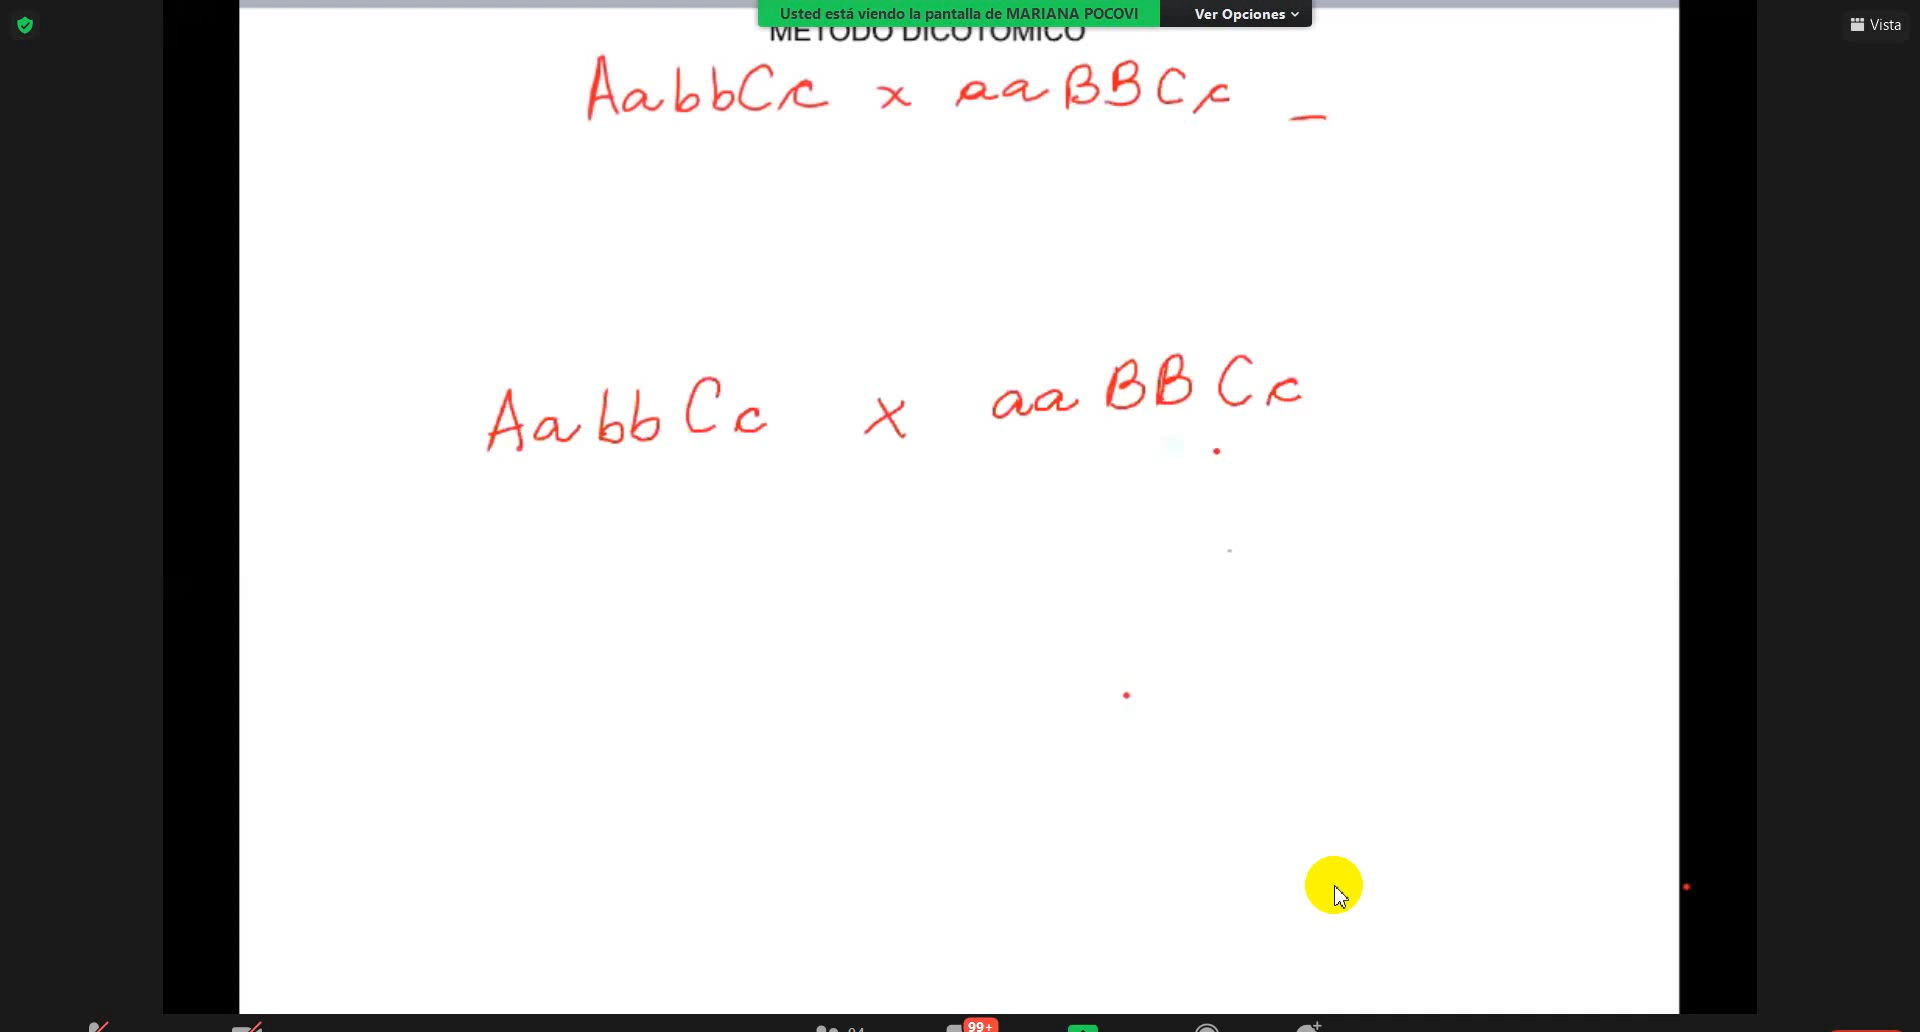 Usted está viendo la pantalla de MARIANA POCOVI
Ver Opciones
Vista
METODO DICOTOMICO
AabbCc x aaBBCc _
AabbCc x aaBBCc
99+